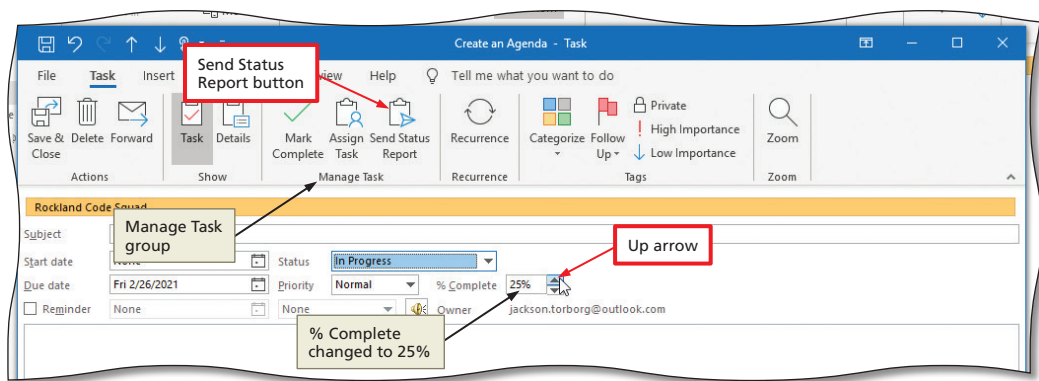 Create an Agenda - Task
File Task Insert Help Tell me what you want to do
Send Status
Report button
Save &
Close
Delete
Forward
Task
Details
Mark
Complete
Assign
Task
Send Status
Report
Recurrence
Categorize
Follow
Up
Private
High Importance
Low Importance
Zoom
Actions
Show
Manage Task
Recurrence
Tags
Zoom
Rockland Code Squad
Manage Task
group
Subject
Up arrow
Start date None Status In Progress
Due date Fri 2/26/2021 Priority Normal % Complete 25%
Reminder None None Owner jackson.torborg@outlook.com
% Complete
changed to 25%